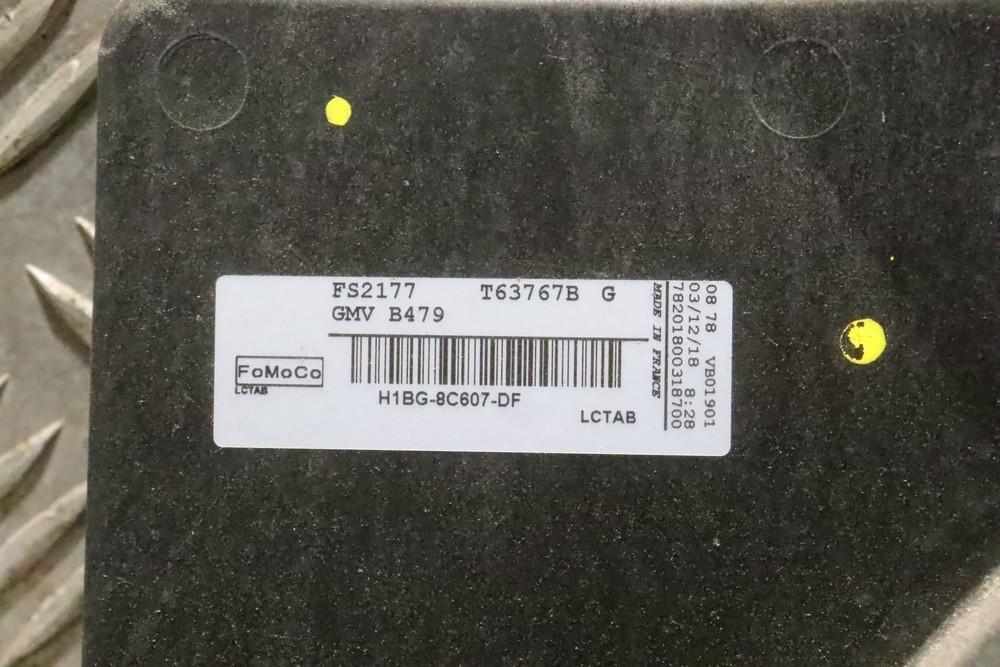 FS2177 T63767B G
GMV B479
FoMoCo
LCTAB
H1BG-8C607-DF
LCTAB
MADE IN FRANCE
08 78 VB01901
03/12/18 8:28
78201800318700